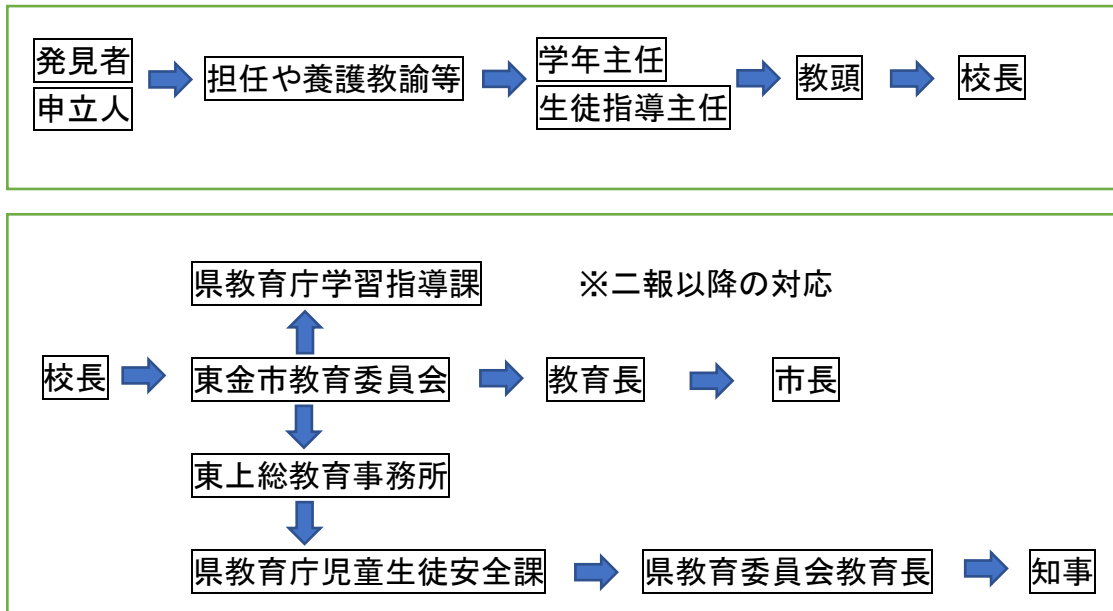 発見者
申立人
担任や養護教諭等
学年主任
生徒指導主任
教頭
校長
県教育庁学習指導課
※二報以降の対応
校長
東金市教育委員会
教育長
市長
東上総教育事務所
県教育庁児童生徒安全課
県教育委員会教育長
知事